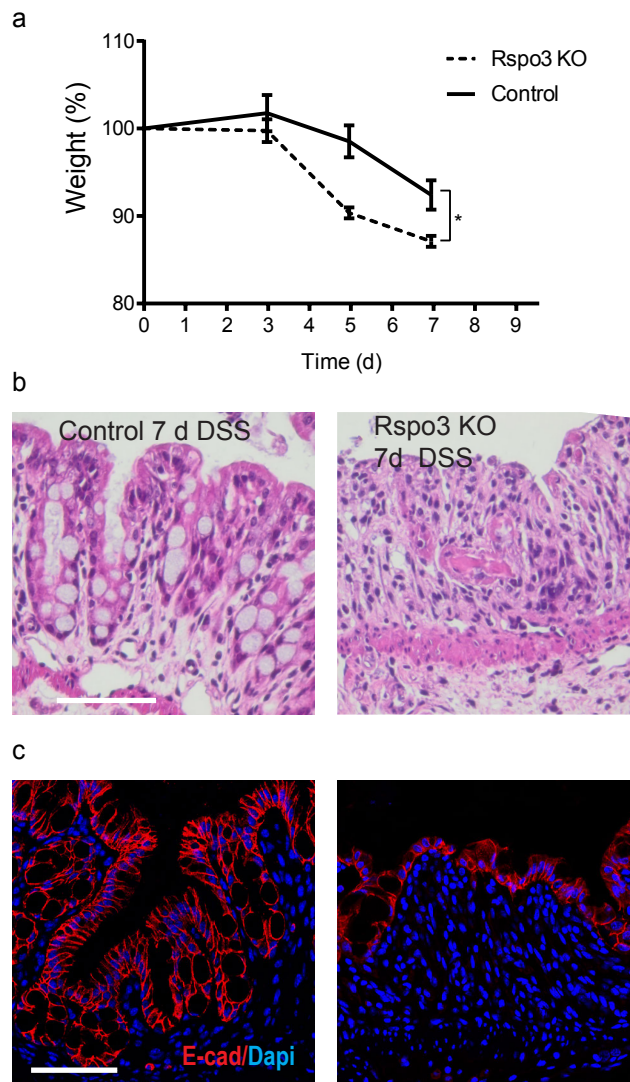 a
110
100
90
80
Weight (%)
0 1 2 3 4 5 6 7 8 9
Time (d)
Rspo3 KO
Control
*
b
Control 7 d DSS
Rspo3 KO
7d DSS
c
E-cad/Dapi